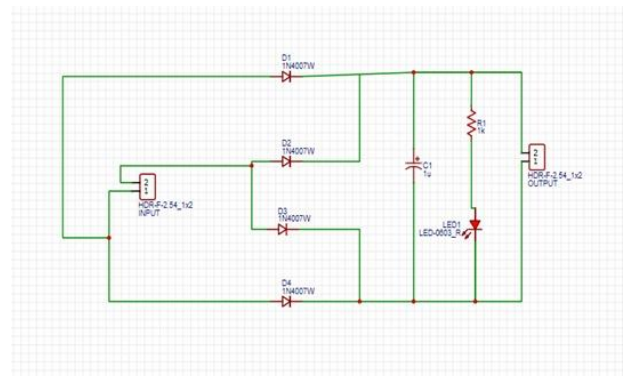 D1
1N4007W
D2
1N4007W
2
1
HDR-F-2.54_1x2
INPUT
D3
1N4007W
D4
1N4007W
+
C1
1u
R1
1k
LED1
LED-0603_R
2
1
HDR-F-2.54_1x2
OUTPUT